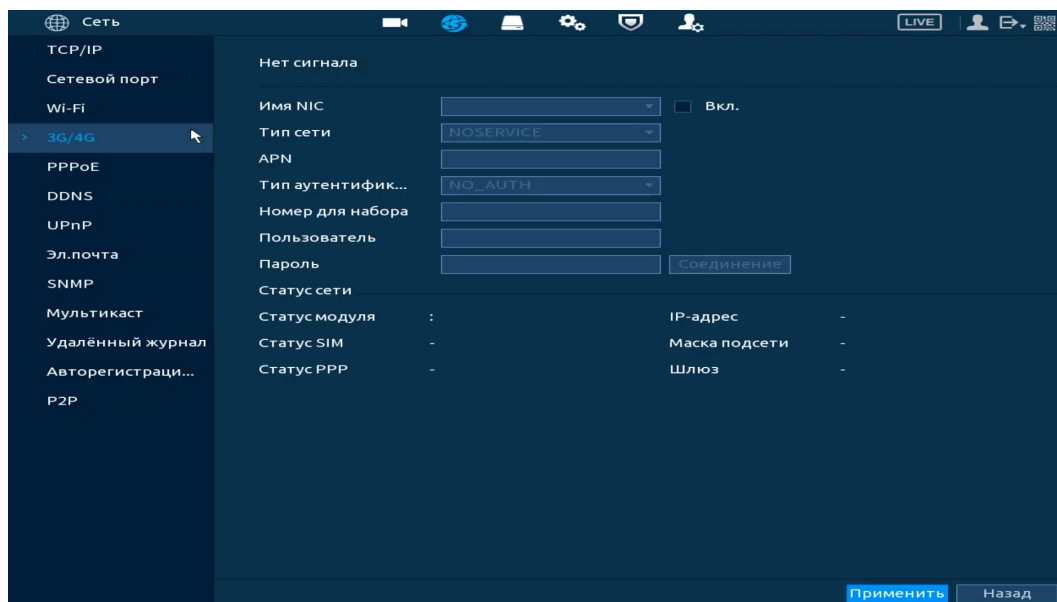 Сеть LIVE
TCP/IP
Сетевой порт
Wi-Fi
> 3G/4G
PPPoE
DDNS
UPnP
Эл.почта
SNMP
Мультикаст
Удалённый журнал
Авторегистраци...
P2P
Нет сигнала
Имя NIC Вкл.
Тип сети NOSERVICE
APN
Тип аутентифик... NO_AUTH
Номер для набора
Пользователь
Пароль Соединение
Статус сети
Статус модуля : IP-адрес -
Статус SIM - Маска подсети -
Статус PPP - Шлюз -
Применить Назад